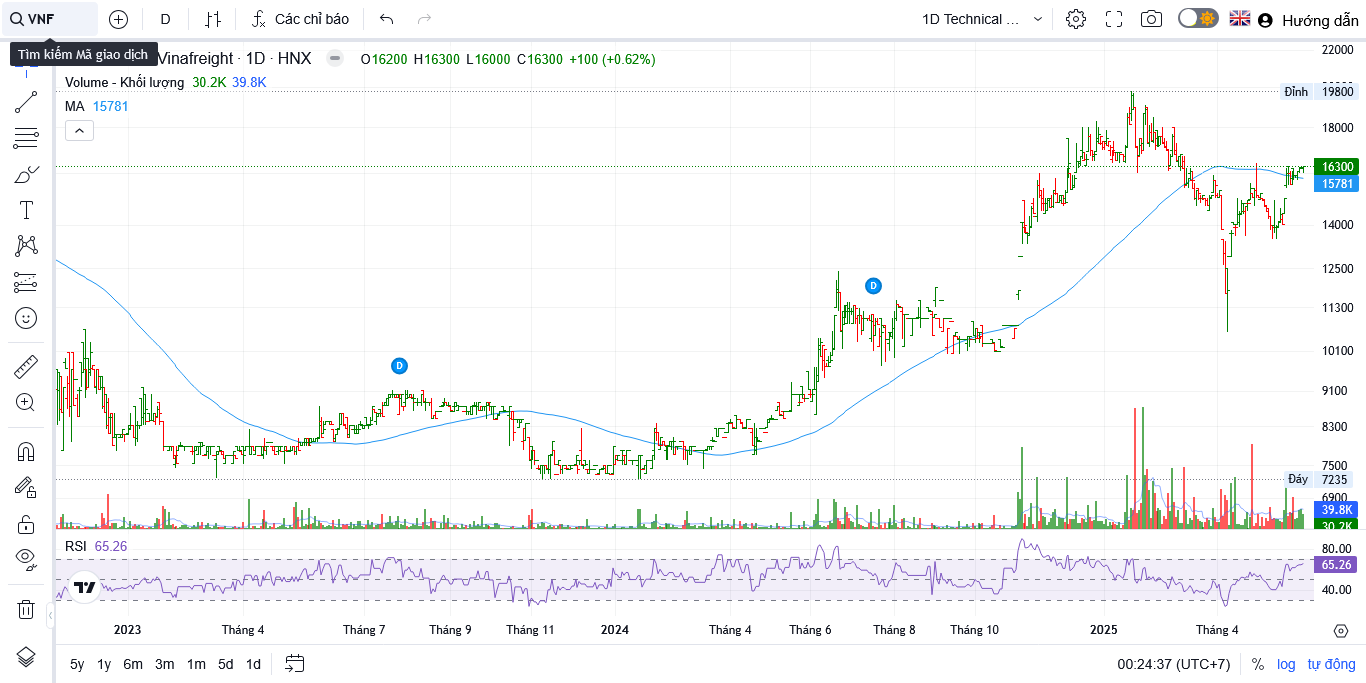 VNF D Các chỉ báo 1D Technical ... Hướng dẫn
Tìm kiếm Mã giao dịch
Vinafreight · 1D · HNX O16200 H16300 L16000 C16300 +100 (+0.62%)
Volume - Khối lượng 30.2K 39.8K
MA 15781
22000
Đỉnh 19800
18000
16300
15781
14000
12500
D
11300
10100
D
9100
8300
7500
Đáy 7235
6900
39.8K
30.2K
RSI 65.26
80.00
65.26
40.00
2023 Tháng 4 Tháng 7 Tháng 9 Tháng 11 2024 Tháng 4 Tháng 6 Tháng 8 Tháng 10 2025 Tháng 4
5y 1y 6m 3m 1m 5d 1d 00:24:37 (UTC+7) % log tự động